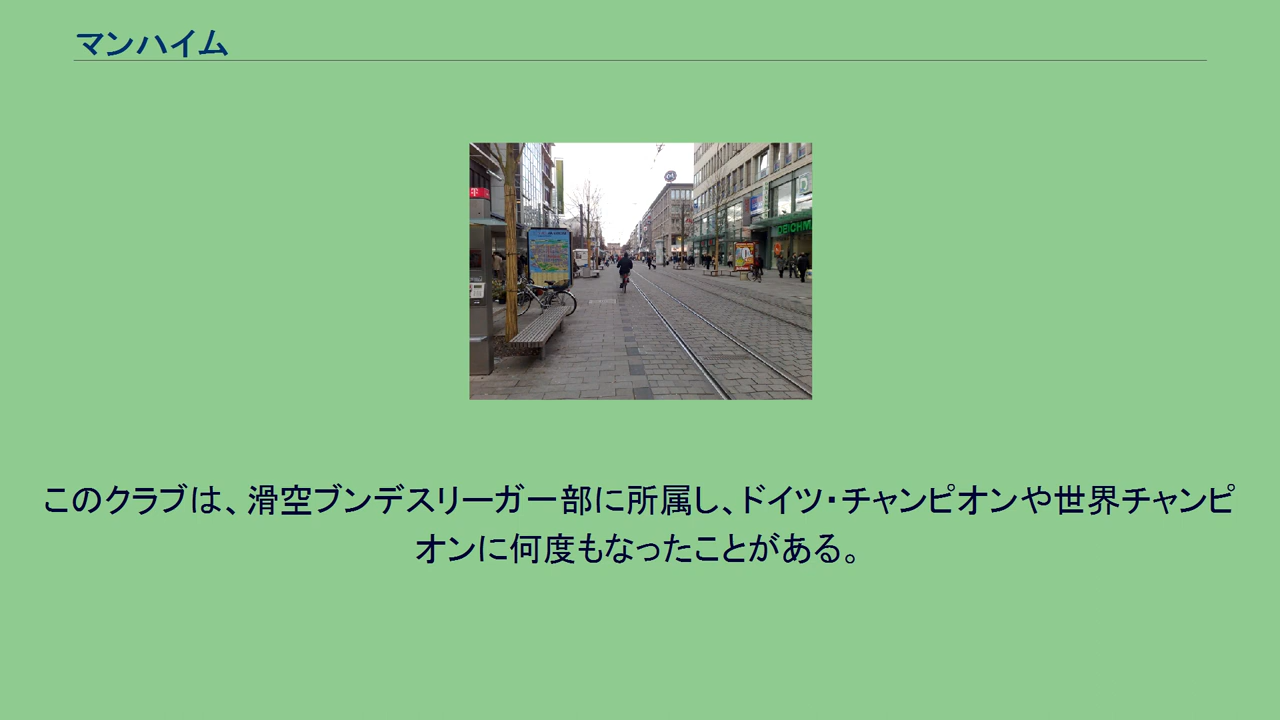 マンハイム
DEICHM
このクラブは、滑空ブンデスリーガ一部に所属し、ドイツ・チャンピオンや世界チャンピ
オンに何度もなったことがある。